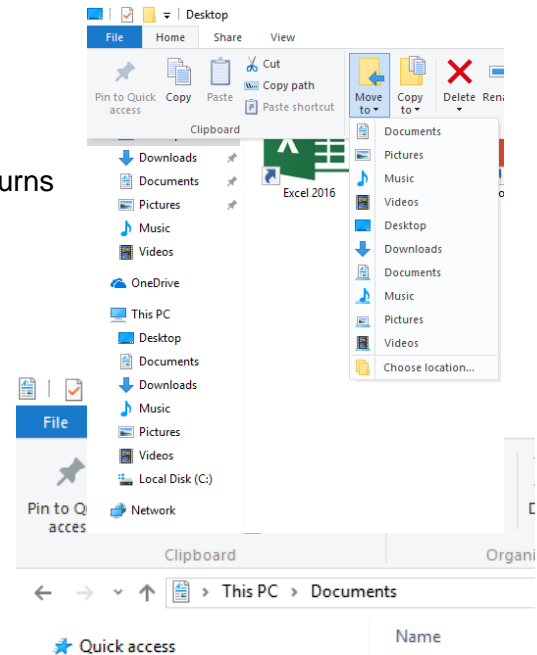 Desktop
File Home Share View
Pin to Quick access
Copy
Paste
Cut
Copy path
Paste shortcut
Move to
Copy to
Delete
Clipboard
urns
Downloads
Documents
Pictures
Music
Videos
OneDrive
This PC
Desktop
Documents
Downloads
Music
Pictures
Videos
Local Disk (C:)
Network
Excel 2016
Documents
Pictures
Music
Videos
Desktop
Downloads
Documents
Music
Pictures
Videos
Choose location...
File
Pin to Q
acces
Clipboard
Organi
This PC > Documents
Quick access
Name